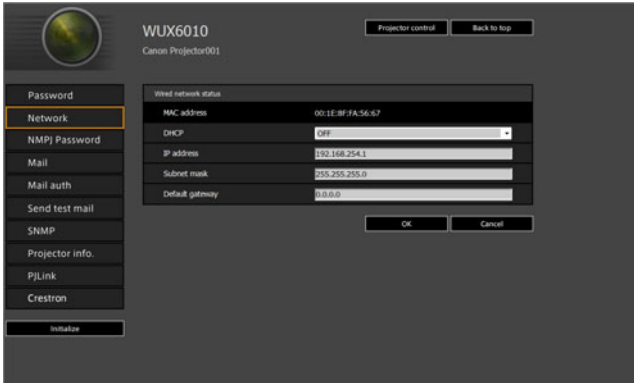 WUX6010
Canon Projector001
Projector control
Back to top
Password
Network
NMPJ Password
Mail
Mail auth
Send test mail
SNMP
Projector info.
PJLink
Crestron
Initialize
Wired network status
MAC address 00:1E:8F:FA:56:67
DHCP OFF
IP address 192.168.254.1
Subnet mask 255.255.255.0
Default gateway 0.0.0.0
OK
Cancel